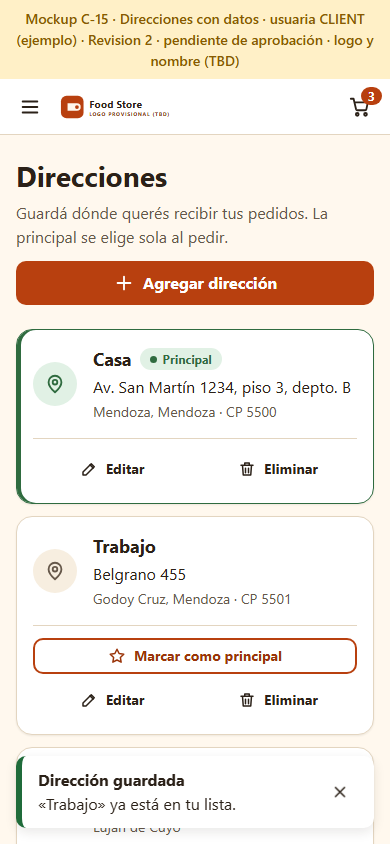 Mockup C-15 · Direcciones con datos · usuaria CLIENT
(ejemplo) · Revision 2 · pendiente de aprobación · logo y
nombre (TBD)
Food Store
LOGO PROVISIONAL (TBD)
3
Direcciones
Guardá dónde querés recibir tus pedidos. La
principal se elige sola al pedir.
Agregar dirección
Casa
Principal
Av. San Martín 1234, piso 3, depto. B
Mendoza, Mendoza · CP 5500
Editar
Eliminar
Trabajo
Belgrano 455
Godoy Cruz, Mendoza · CP 5501
Marcar como principal
Editar
Eliminar
Dirección guardada
«Trabajo» ya está en tu lista.
Luján de Cuyo